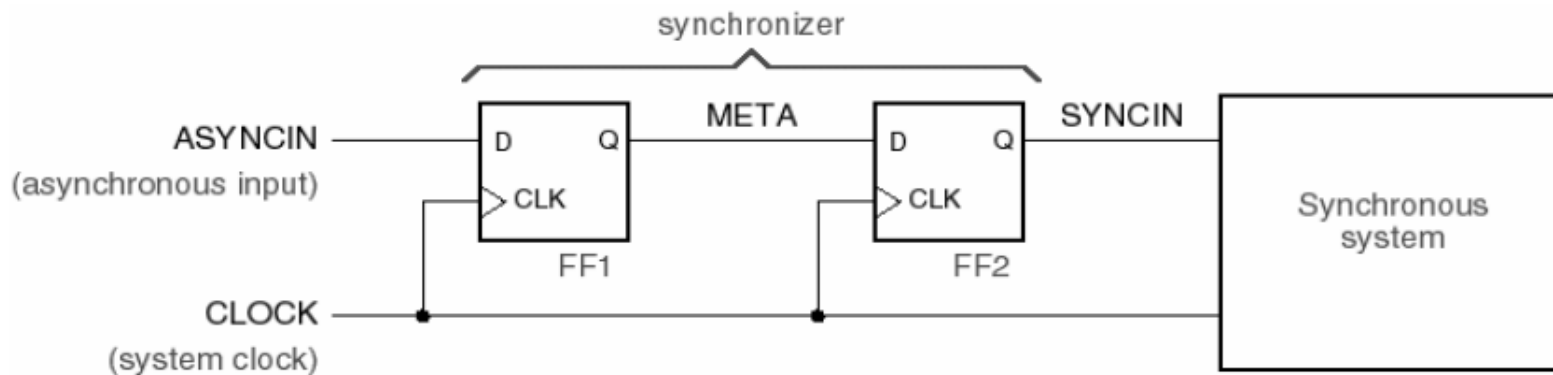 synchronizer
ASYNCIN
(asynchronous input)
D
Q
CLK
FF1
META
D
Q
CLK
FF2
SYNCIN
Synchronous
system
CLOCK
(system clock)